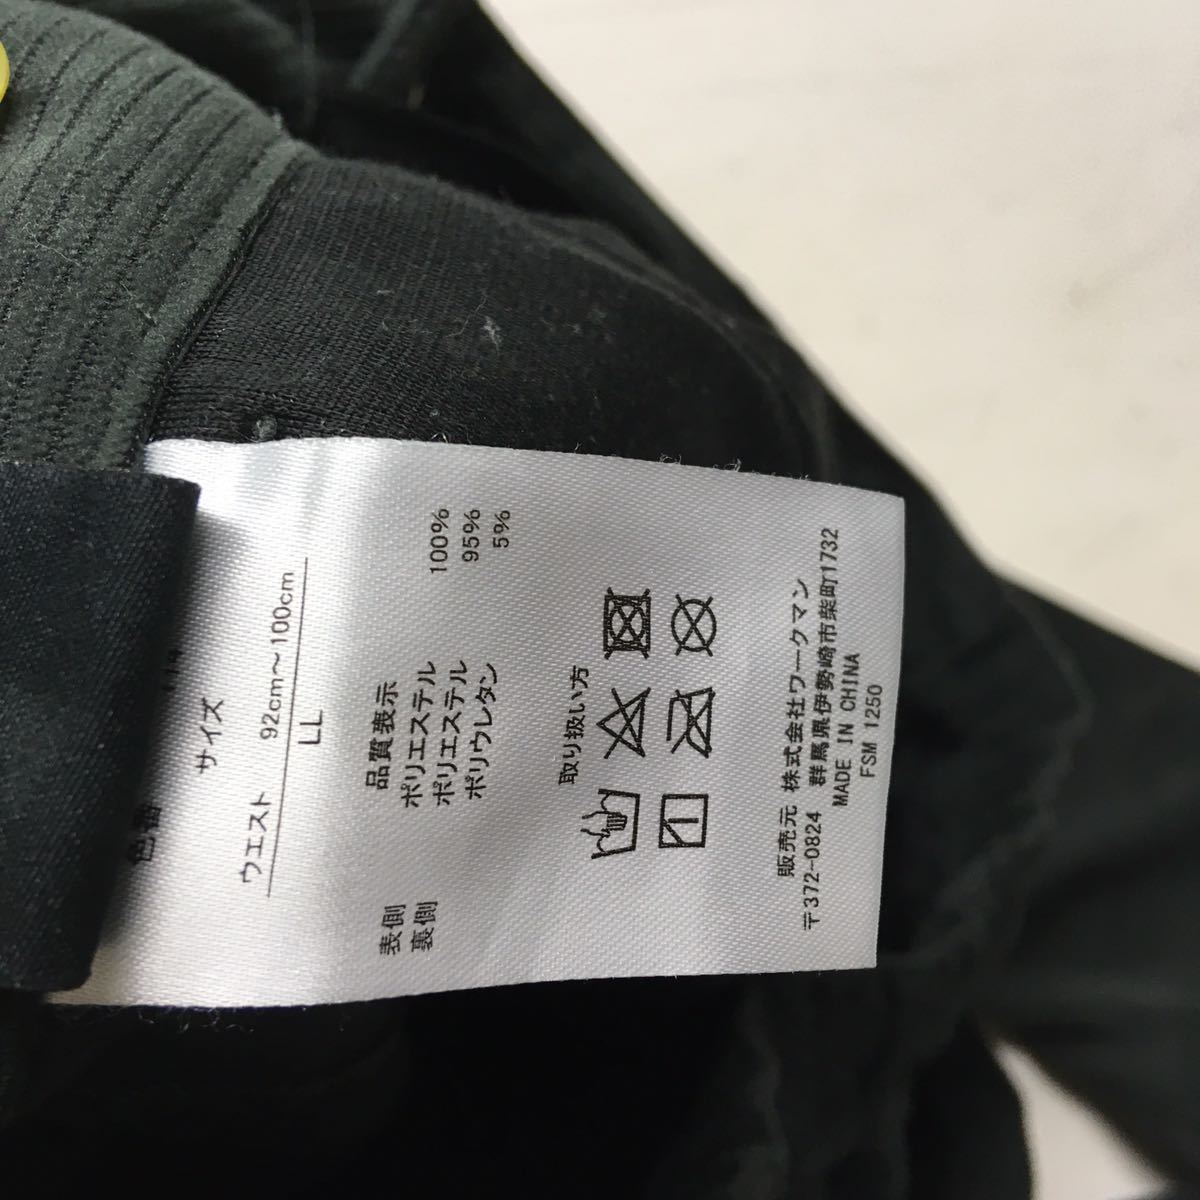 サイズ
ウエスト 92cm～100cm
LL
品質表示
表側 ポリエステル 100%
裏側 ポリエステル 95%
ポリウレタン 5%
取り扱い方
販売元 株式会社ワークマン
〒372-0824 群馬県伊勢崎市柴町1732
MADE IN CHINA
FSM 1250